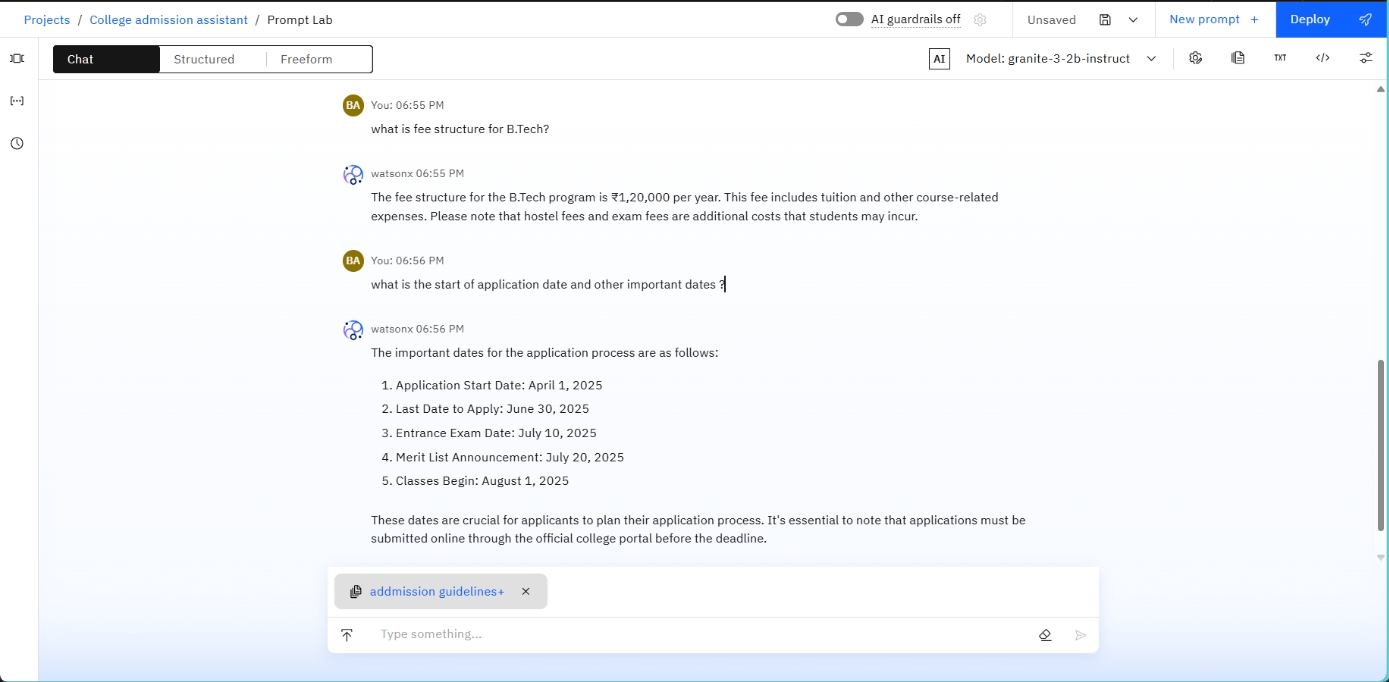 Projects / College admission assistant / Prompt Lab
AI guardrails off
Unsaved
New prompt +
Deploy
Chat
Structured
Freeform
AI
Model: granite-3-2b-instruct
TXT
</>
BA You: 06:55 PM
what is fee structure for B.Tech?
watsonx 06:55 PM
The fee structure for the B.Tech program is ₹1,20,000 per year. This fee includes tuition and other course-related
expenses. Please note that hostel fees and exam fees are additional costs that students may incur.
BA You: 06:56 PM
what is the start of application date and other important dates ?
watsonx 06:56 PM
The important dates for the application process are as follows:
1. Application Start Date: April 1, 2025
2. Last Date to Apply: June 30, 2025
3. Entrance Exam Date: July 10, 2025
4. Merit List Announcement: July 20, 2025
5. Classes Begin: August 1, 2025
These dates are crucial for applicants to plan their application process. It's essential to note that applications must be
submitted online through the official college portal before the deadline.
addmission guidelines+
Type something...